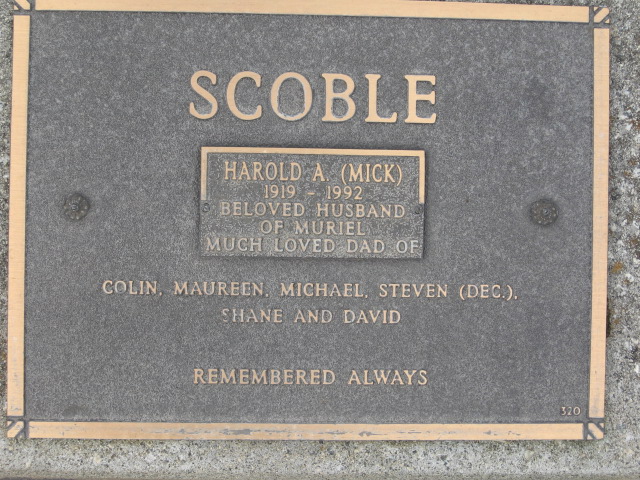 SCOBLE
HAROLD A. (MICK)
1919 - 1992
BELOVED HUSBAND
OF MURIEL.
MUCH LOVED DAD OF
COLIN, MAUREEN, MICHAEL, STEVEN (DEC.),
SHANE AND DAVID
REMEMBERED ALWAYS
320